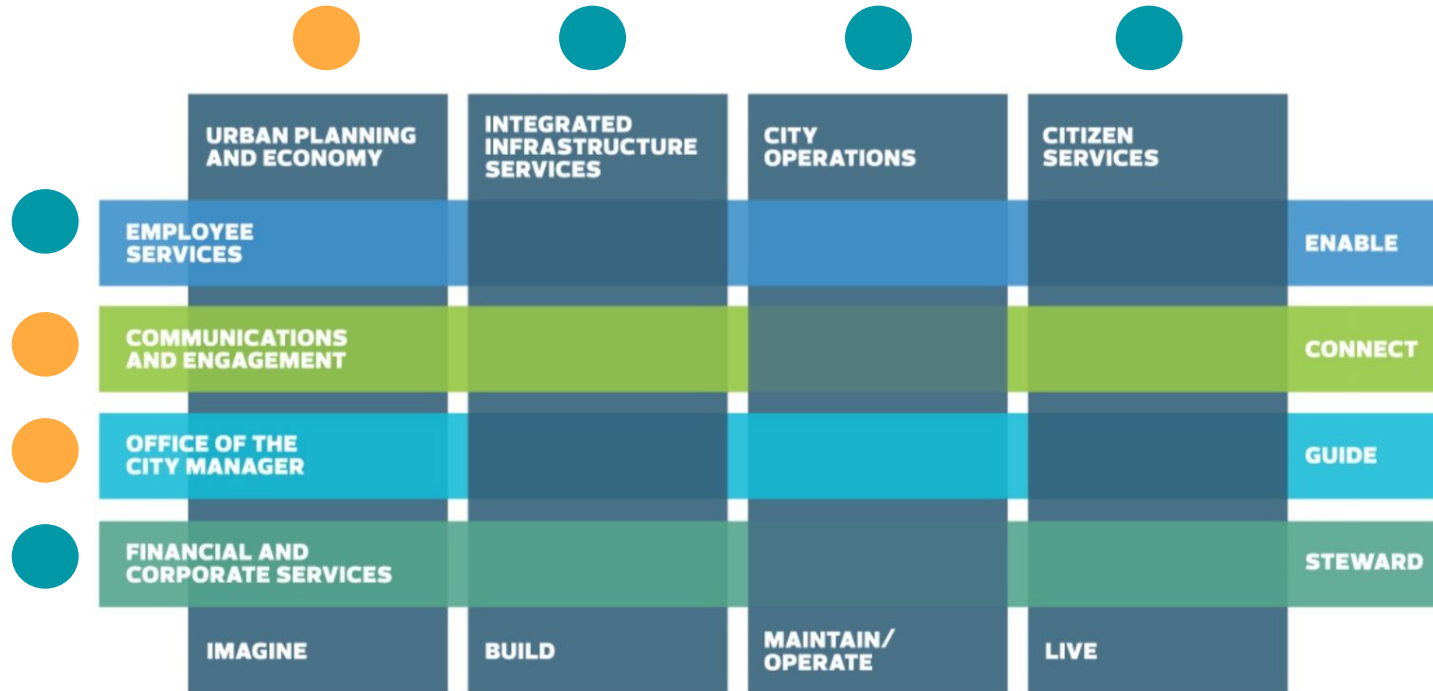 URBAN PLANNING
AND ECONOMY
INTEGRATED
INFRASTRUCTURE
SERVICES
CITY
OPERATIONS
CITIZEN
SERVICES
EMPLOYEE
SERVICES
ENABLE
COMMUNICATIONS
AND ENGAGEMENT
CONNECT
OFFICE OF THE
CITY MANAGER
GUIDE
FINANCIAL AND
CORPORATE SERVICES
STEWARD
IMAGINE
BUILD
MAINTAIN/
OPERATE
LIVE